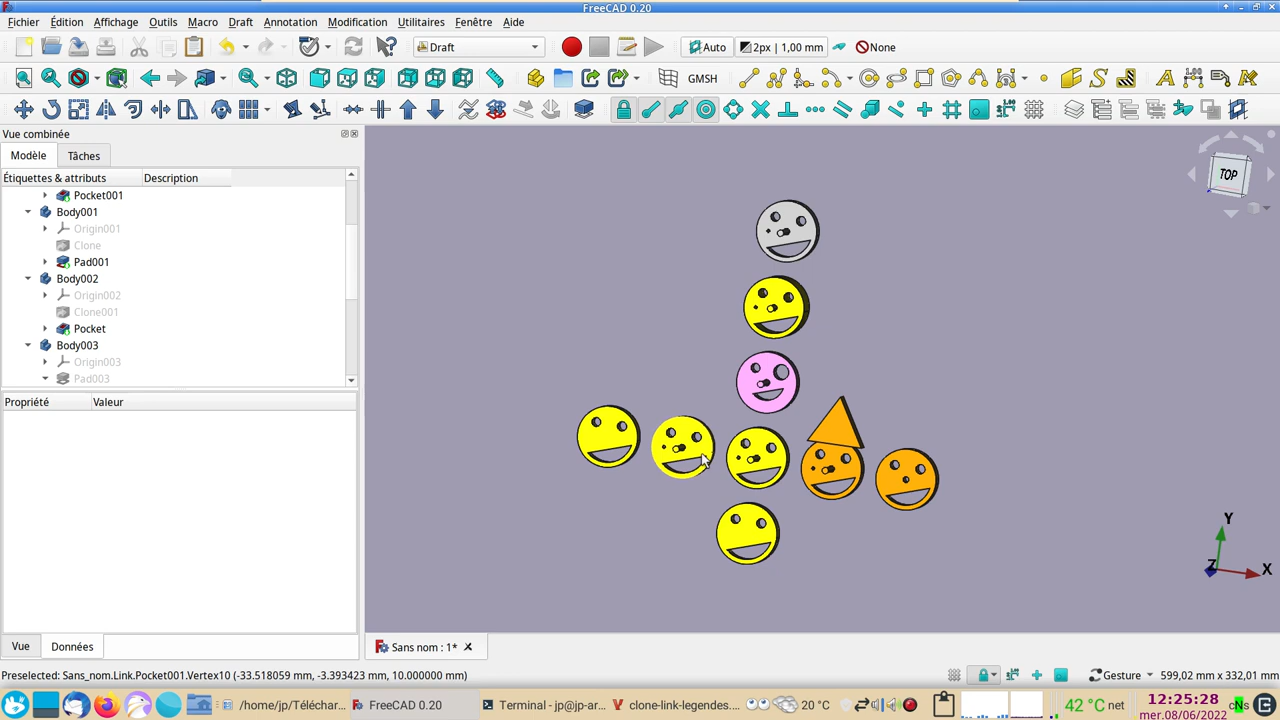 FreeCAD 0.20
Fichier Édition Affichage Outils Macro Draft Annotation Modification Utilitaires Fenêtre Aide
Draft Auto 2px | 1,00 mm None
GMSH
Vue combinée
Modèle Tâches
Étiquettes & attributs Description
Pocket001
Body001
Origin001
Clone
Pad001
Body002
Origin002
Clone001
Pocket
Body003
Origin003
Pad003
Propriété Valeur
TOP
Y
Z X
Vue Données
Sans nom : 1*
Preselected: Sans_nom.Link.Pocket001.Vertex10 (-33.518059 mm, -3.393423 mm, 10.000000 mm) Gesture 599,02 mm x 332,01 mm
/home/jp/Téléchar... FreeCAD 0.20 Terminal - jp@jp-ar... clone-link-legendes.... 20 °C 42 °C net 12:25:28 cNs
mer.08/06/2022